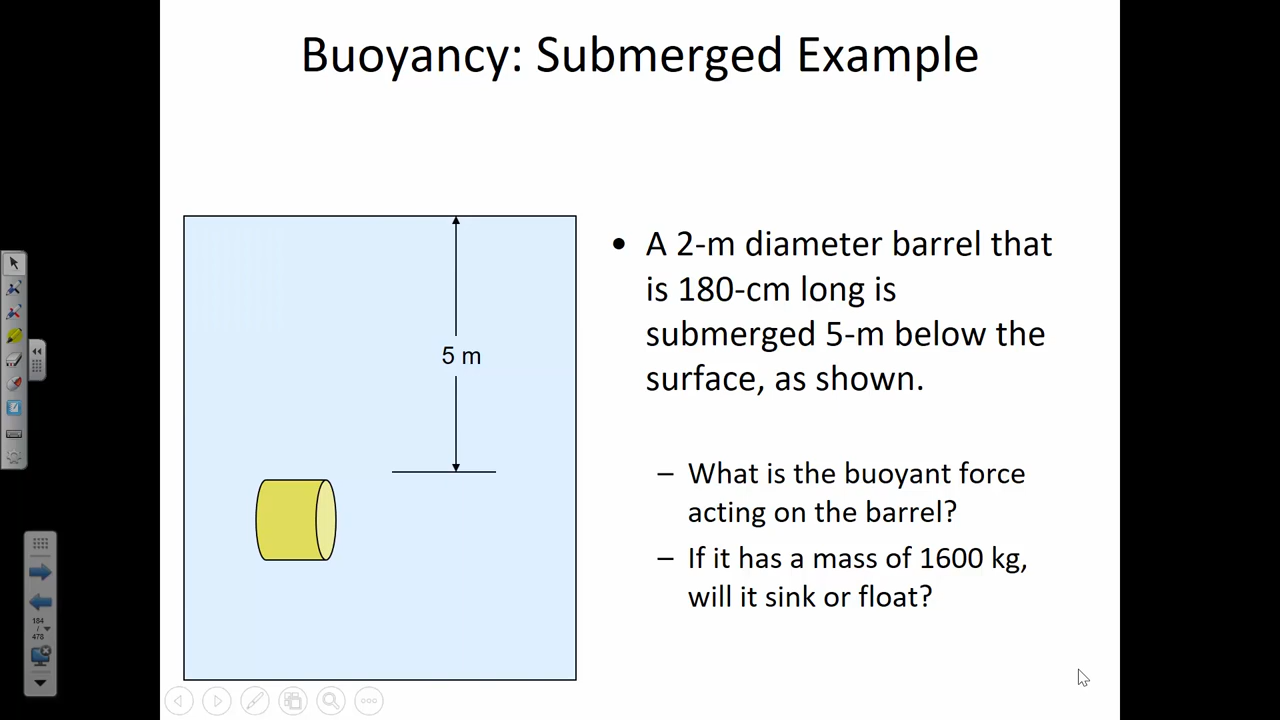 Buoyancy: Submerged Example
5 m
• A 2-m diameter barrel that
is 180-cm long is
submerged 5-m below the
surface, as shown.
– What is the buoyant force
acting on the barrel?
– If it has a mass of 1600 kg,
will it sink or float?
184
/
478